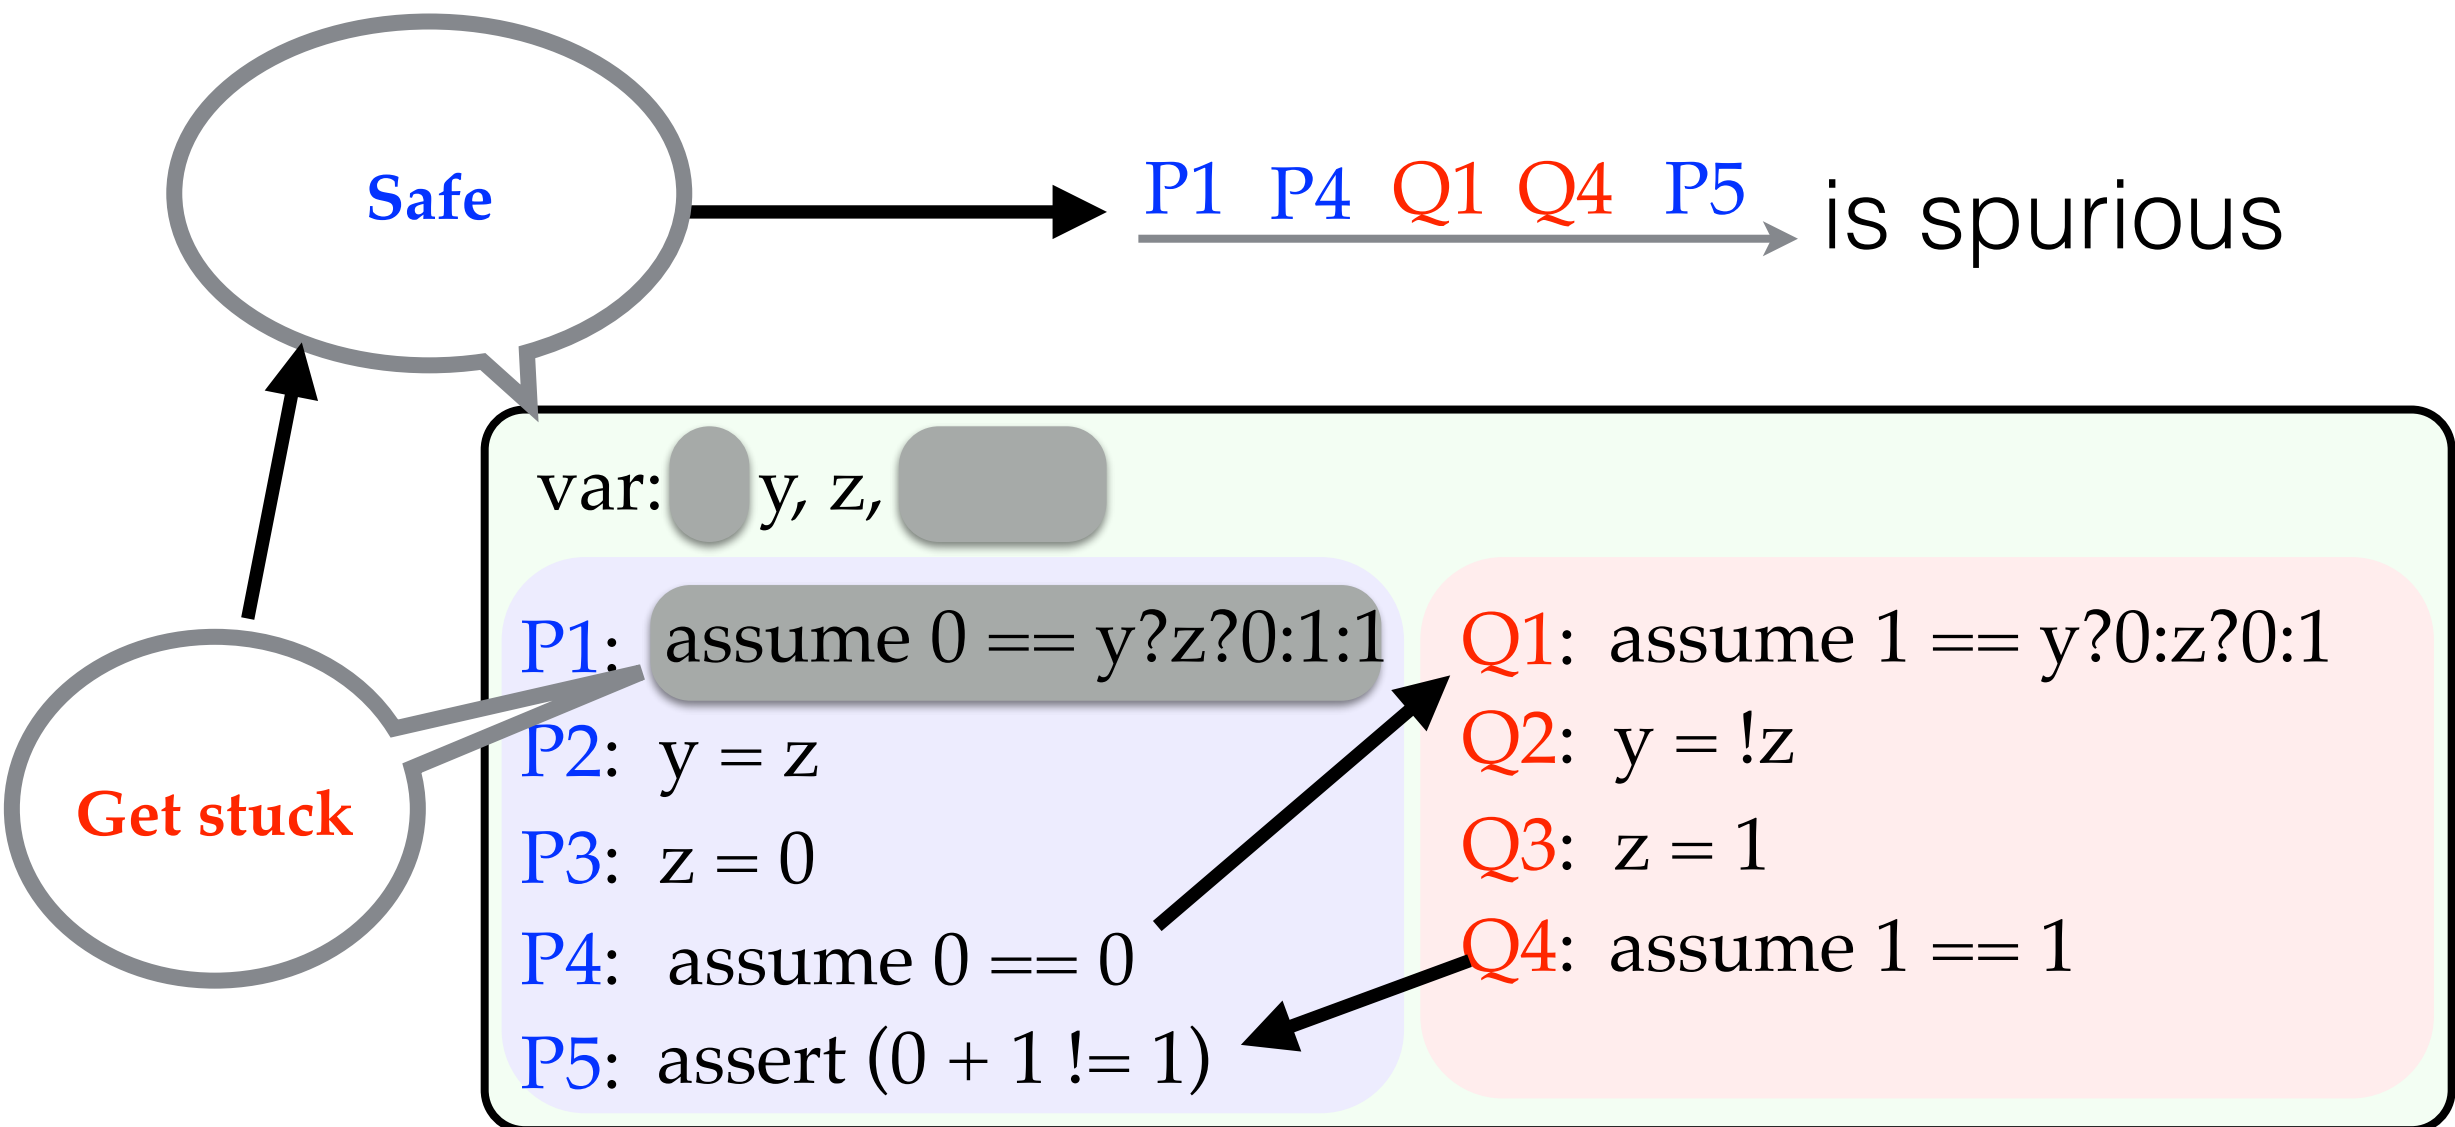 Safe
P1 P4 Q1 Q4 P5 is spurious
var: y, z,
P1: assume 0 == y?z?0:1:1
P2: y = z
P3: z = 0
P4: assume 0 == 0
P5: assert (0 + 1 != 1)
Q1: assume 1 == y?0:z?0:1
Q2: y = !z
Q3: z = 1
Q4: assume 1 == 1
Get stuck